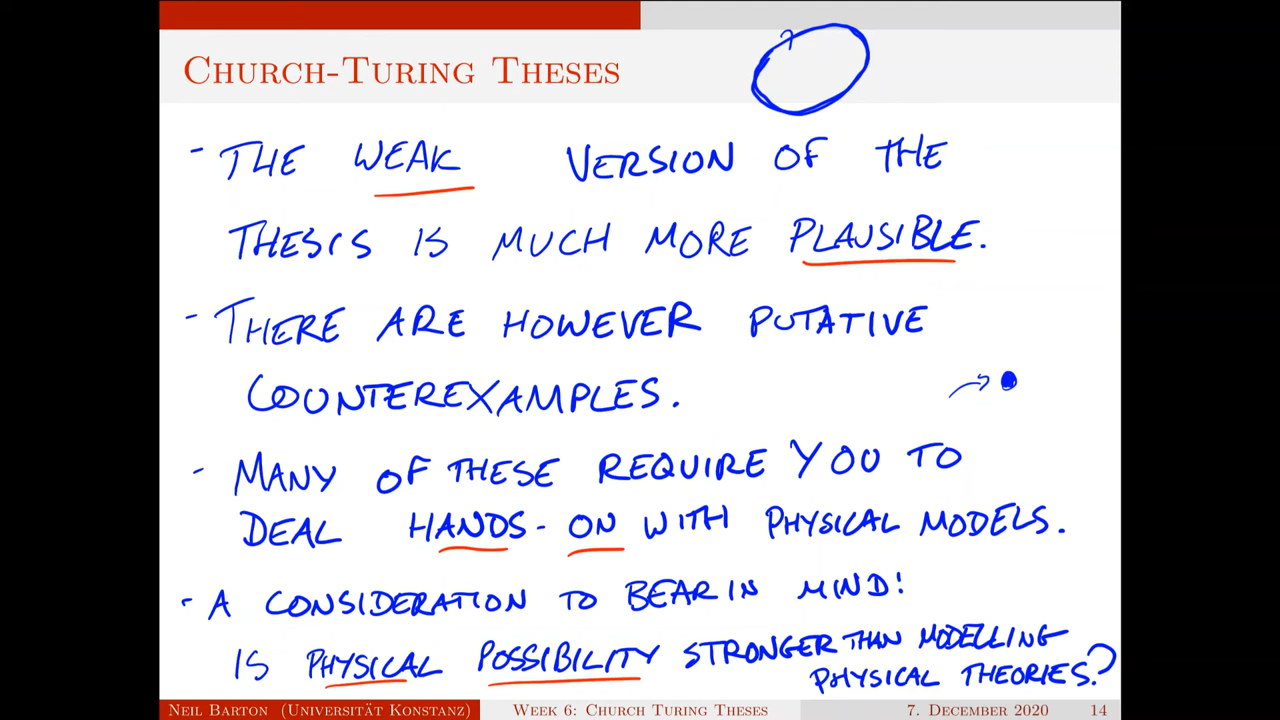 CHURCH-TURING THESES
- THE WEAK VERSION OF THE
THESIS IS MUCH MORE PLAUSIBLE.
- THERE ARE HOWEVER PUTATIVE
COUNTEREXAMPLES.
- MANY OF THESE REQUIRE YOU TO
DEAL HANDS-ON WITH PHYSICAL MODELS.
- A CONSIDERATION TO BEAR IN MIND!
IS PHYSICAL POSSIBILITY STRONGER THAN MODELLING
PHYSICAL THEORIES.?
NEIL BARTON (UNIVERSITÄT KONSTANZ) WEEK 6: CHURCH TURING THESES 7. DECEMBER 2020 14